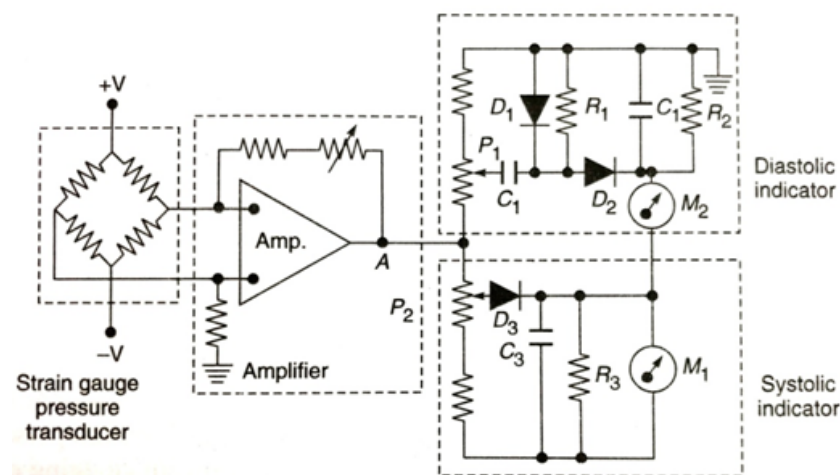 +V
−V
Strain gauge
pressure
transducer
Amp.
A
Amplifier
D1
R1
C1
R2
P1
C1
D2
M2
Diastolic
indicator
P2
D3
C3
R3
M1
Systolic
indicator